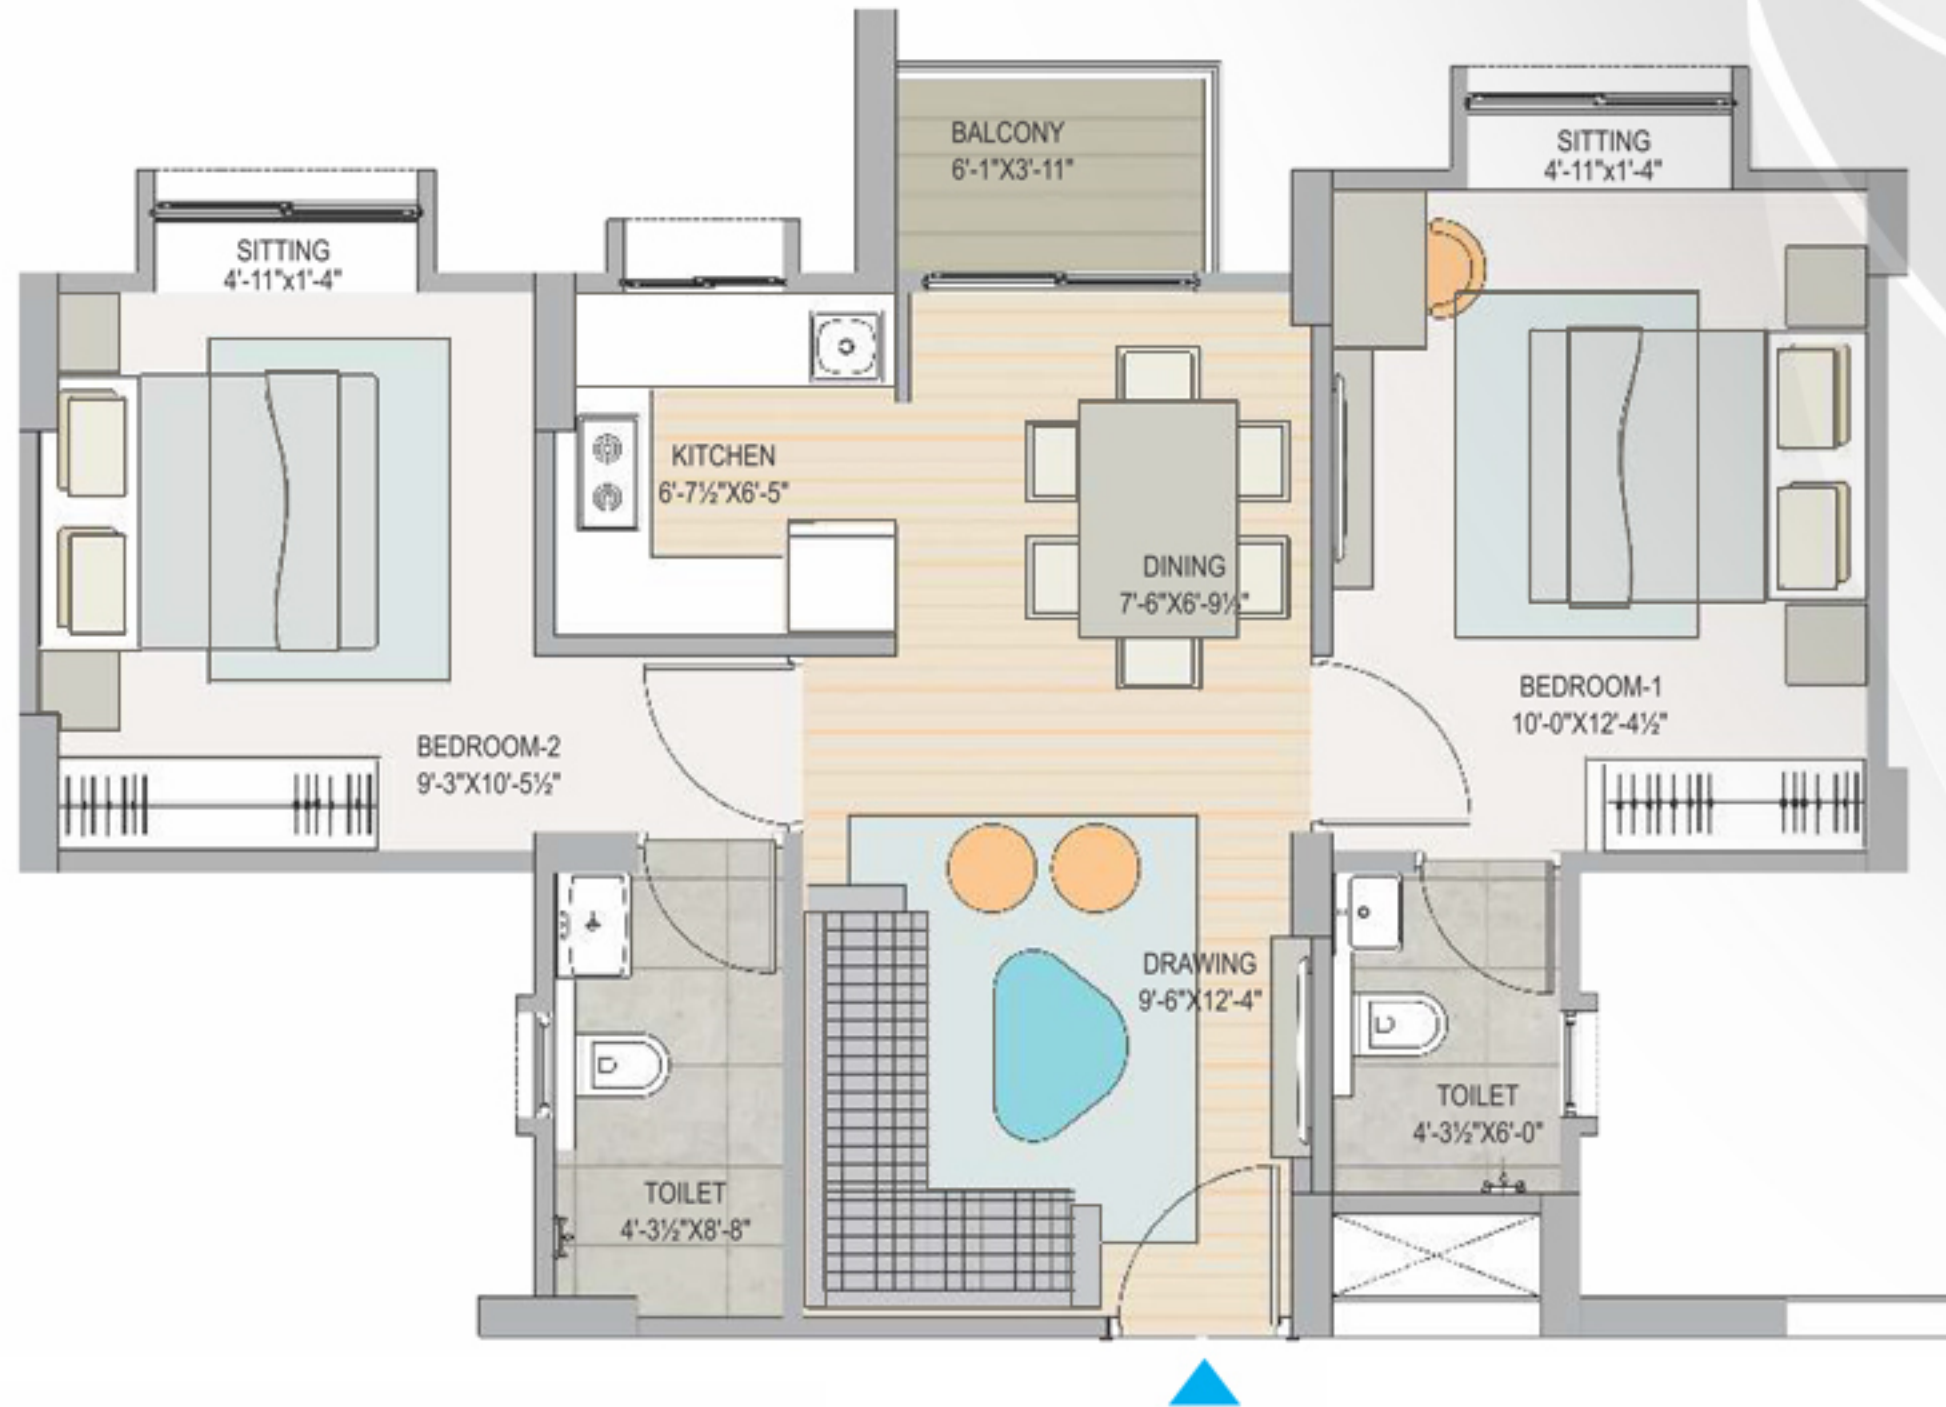 BALCONY
6'-1"X3'-11"
SITTING
4'-11"x1'-4"
SITTING
4'-11"x1'-4"
KITCHEN
6'-7½"X6'-5"
DINING
7'-6"X6'-9½"
BEDROOM-1
10'-0"X12'-4½"
BEDROOM-2
9'-3"X10'-5½"
DRAWING
9'-6"X12'-4"
TOILET
4'-3½"X6'-0"
TOILET
4'-3½"X8'-8"